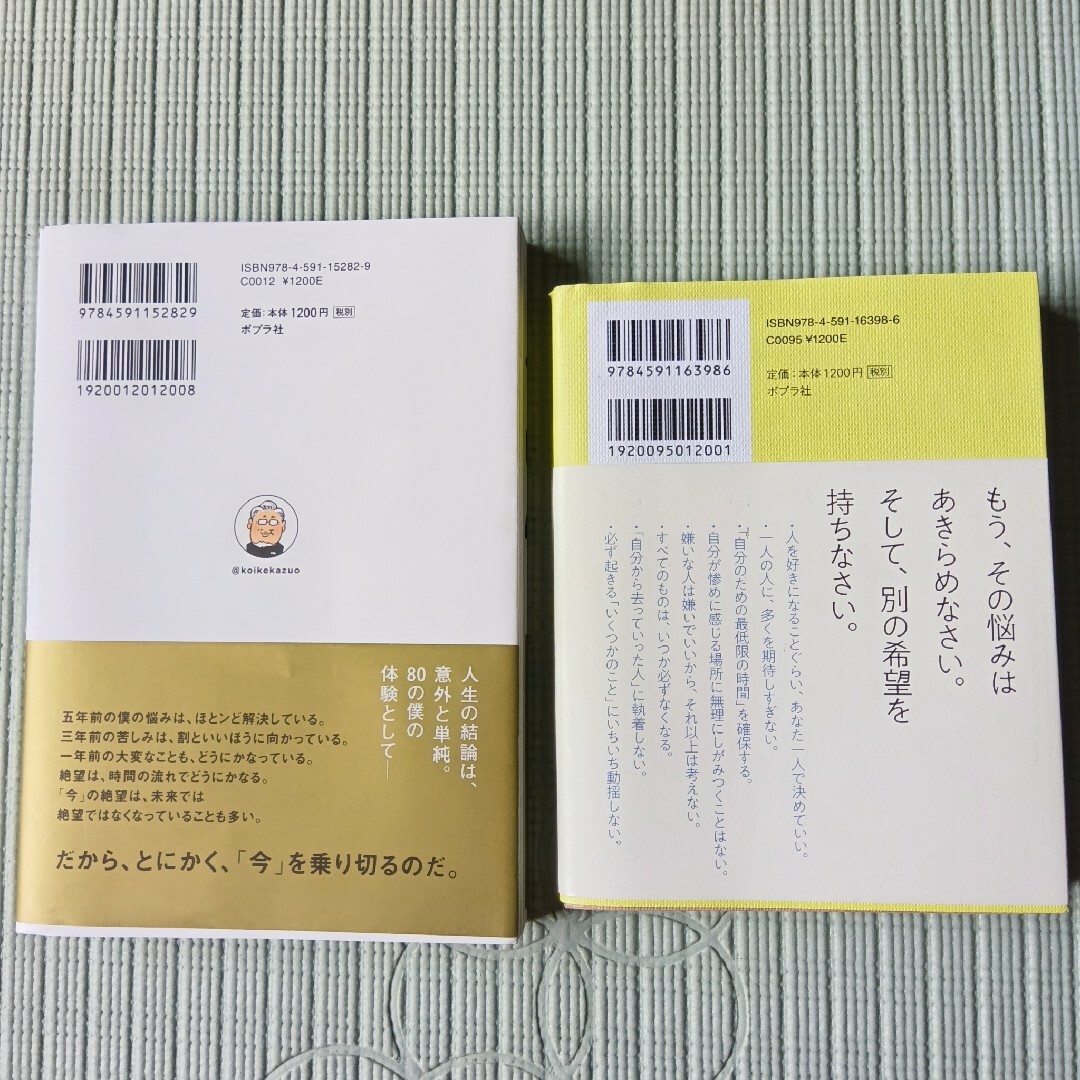 ISBN978-4-591-15282-9
C0012 ¥1200E
9784591152829
定価:本体1200円 税別
ポプラ社
1920012012008
@koikekazuo
人生の結論は、
意外と単純。
80の僕の
体験として―
五年前の僕の悩みは、ほとんど解決している。
三年前の苦しみは、割といいほうに向かっている。
一年前の大変なことも、どうにかなっている。
絶望は、時間の流れでどうにかなる。
「今」の絶望は、未来では
絶望ではなくなっていることも多い。
だから、とにかく、「今」を乗り切るのだ。
ISBN978-4-591-16398-6
C0095 ¥1200E
9784591163986
定価:本体1200円 税別
ポプラ社
1920095012001
もう、その悩みは
あきらめなさい。
そして、別の希望を
持ちなさい。
・人を好きになることぐらい、あなた一人で決めていい。
・一人の人に、多くを期待しすぎない。
・「自分のための最低限の時間」を確保する。
・自分が惨めに感じる場所に無理にしがみつくことはない。
・嫌いな人は嫌いでいいから、それ以上は考えない。
・すべてのものは、いつか必ずなくなる。
・「自分から去っていった人」に執着しない。
・必ず起きる「いくつかのこと」にいちいち動揺しない。